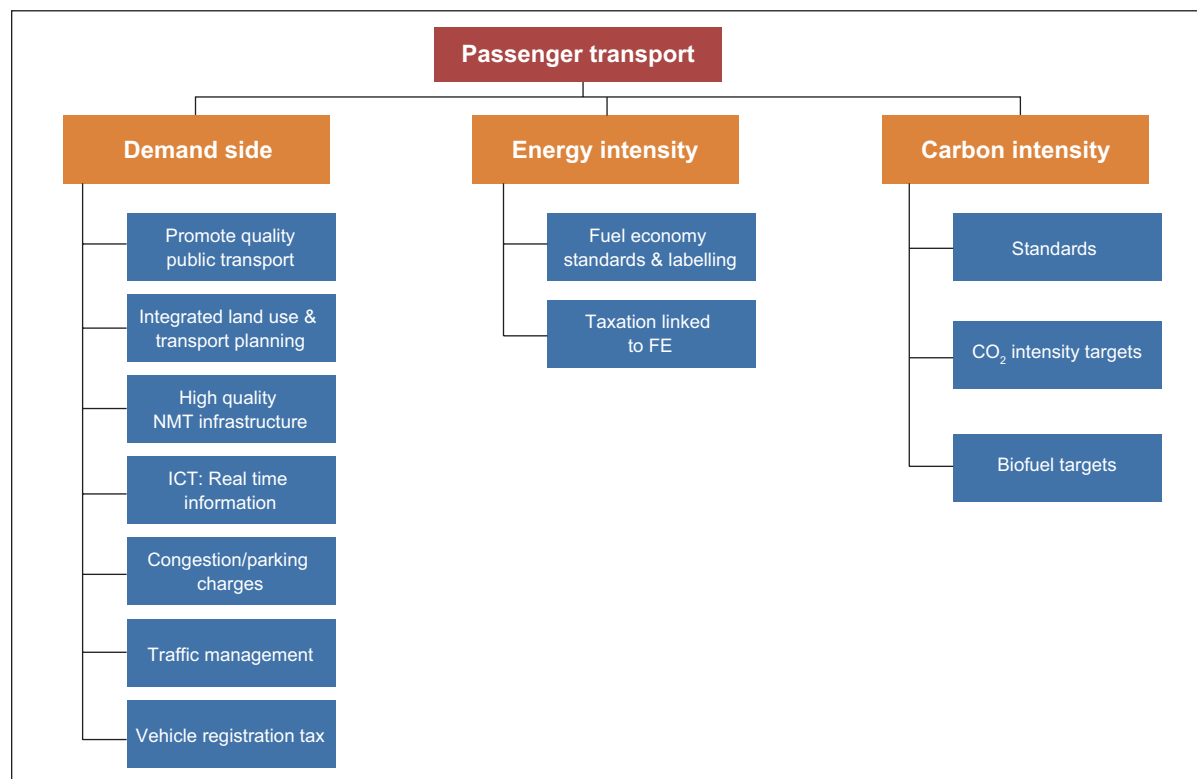 Passenger transport
Demand side
Energy intensity
Carbon intensity
Promote quality
public transport
Integrated land use &
transport planning
High quality
NMT infrastructure
ICT: Real time
information
Congestion/parking
charges
Traffic management
Vehicle registration tax
Fuel economy
standards & labelling
Taxation linked
to FE
Standards
CO₂ intensity targets
Biofuel targets